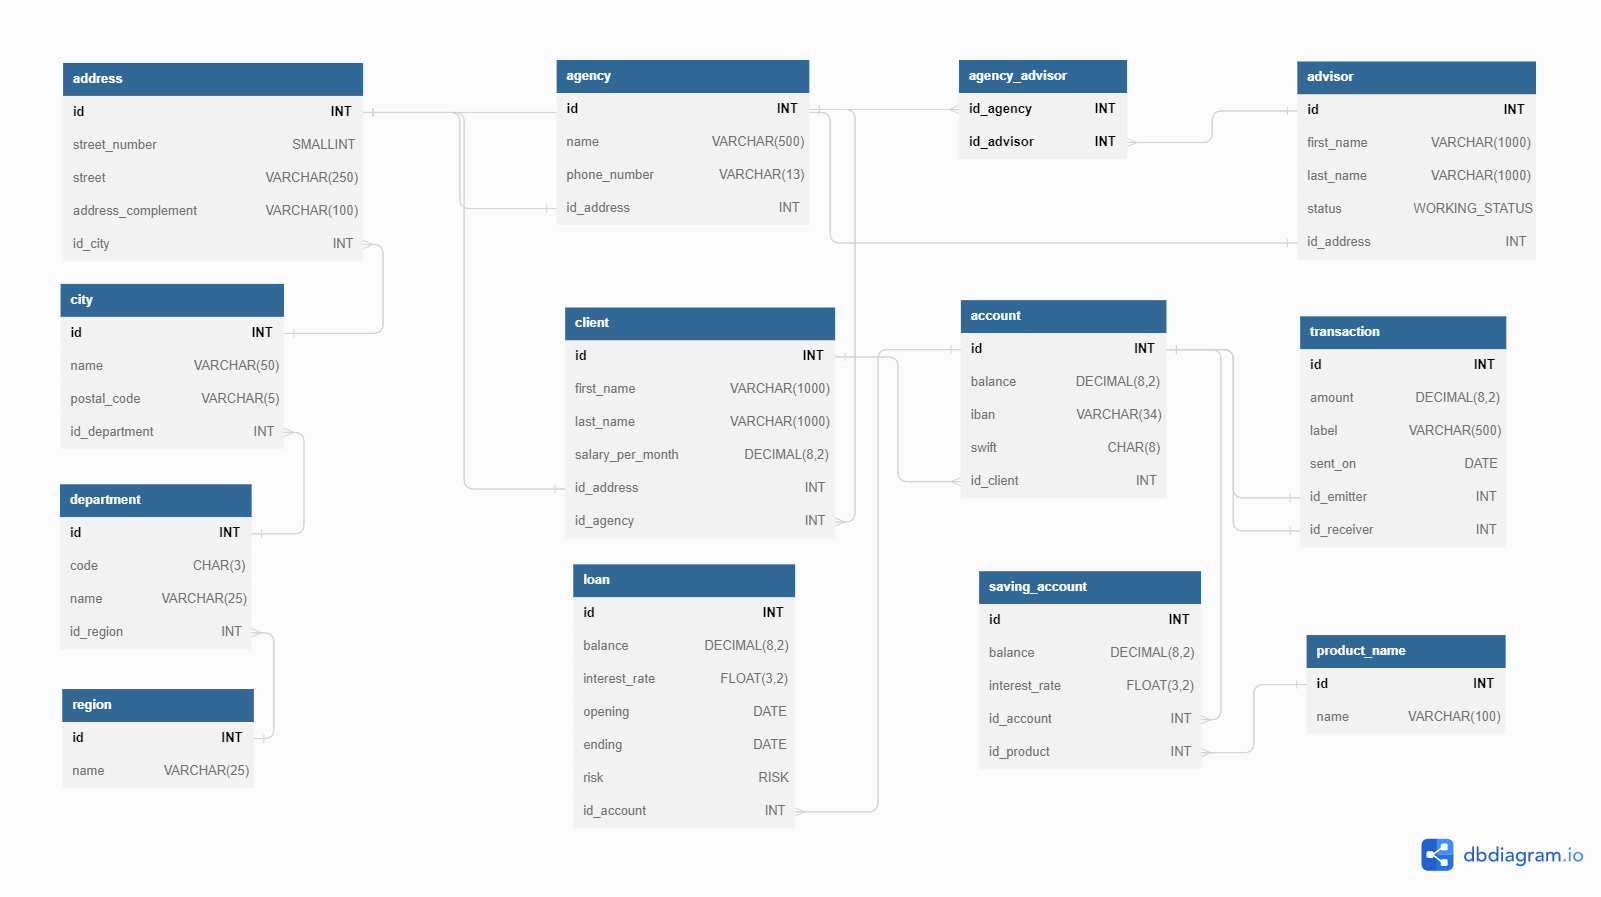 address
id INT
street_number SMALLINT
street VARCHAR(250)
address_complement VARCHAR(100)
id_city INT
agency
id INT
name VARCHAR(500)
phone_number VARCHAR(13)
id_address INT
agency_advisor
id_agency INT
id_advisor INT
advisor
id INT
first_name VARCHAR(1000)
last_name VARCHAR(1000)
status WORKING_STATUS
id_address INT
city
id INT
name VARCHAR(50)
postal_code VARCHAR(5)
id_department INT
client
id INT
first_name VARCHAR(1000)
last_name VARCHAR(1000)
salary_per_month DECIMAL(8,2)
id_address INT
id_agency INT
account
id INT
balance DECIMAL(8,2)
iban VARCHAR(34)
swift CHAR(8)
id_client INT
transaction
id INT
amount DECIMAL(8,2)
label VARCHAR(500)
sent_on DATE
id_emitter INT
id_receiver INT
department
id INT
code CHAR(3)
name VARCHAR(25)
id_region INT
loan
id INT
balance DECIMAL(8,2)
interest_rate FLOAT(3,2)
opening DATE
ending DATE
risk RISK
id_account INT
saving_account
id INT
balance DECIMAL(8,2)
interest_rate FLOAT(3,2)
id_account INT
id_product INT
product_name
id INT
name VARCHAR(100)
region
id INT
name VARCHAR(25)
dbdiagram.io